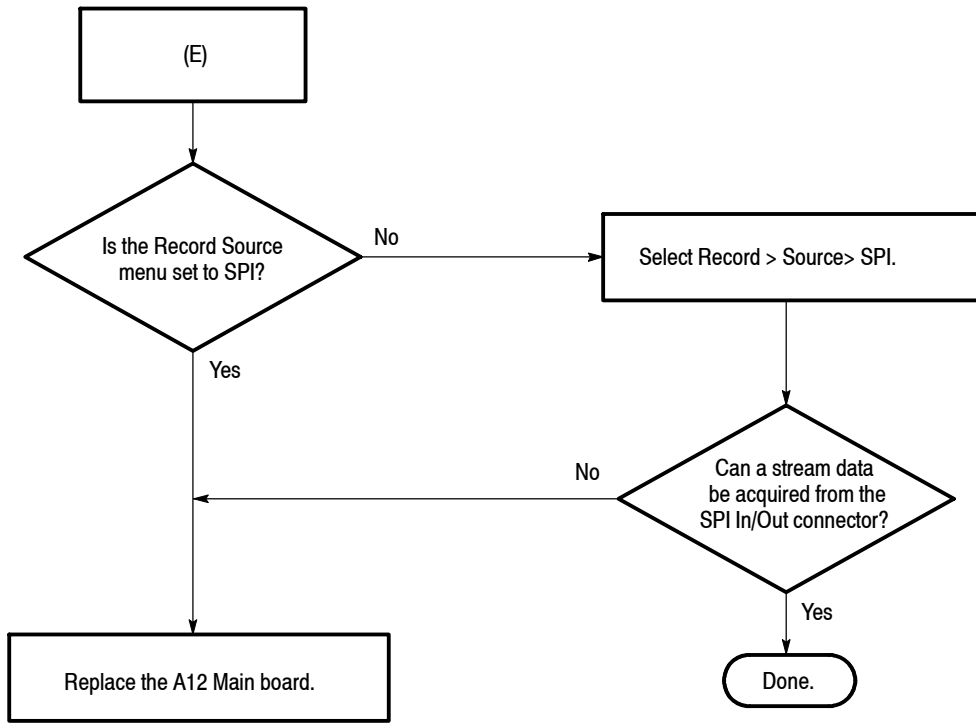 (E)
Is the Record Source
menu set to SPI?
No
Select Record > Source> SPI.
Yes
No
Can a stream data
be acquired from the
SPI In/Out connector?
Yes
Replace the A12 Main board.
Done.